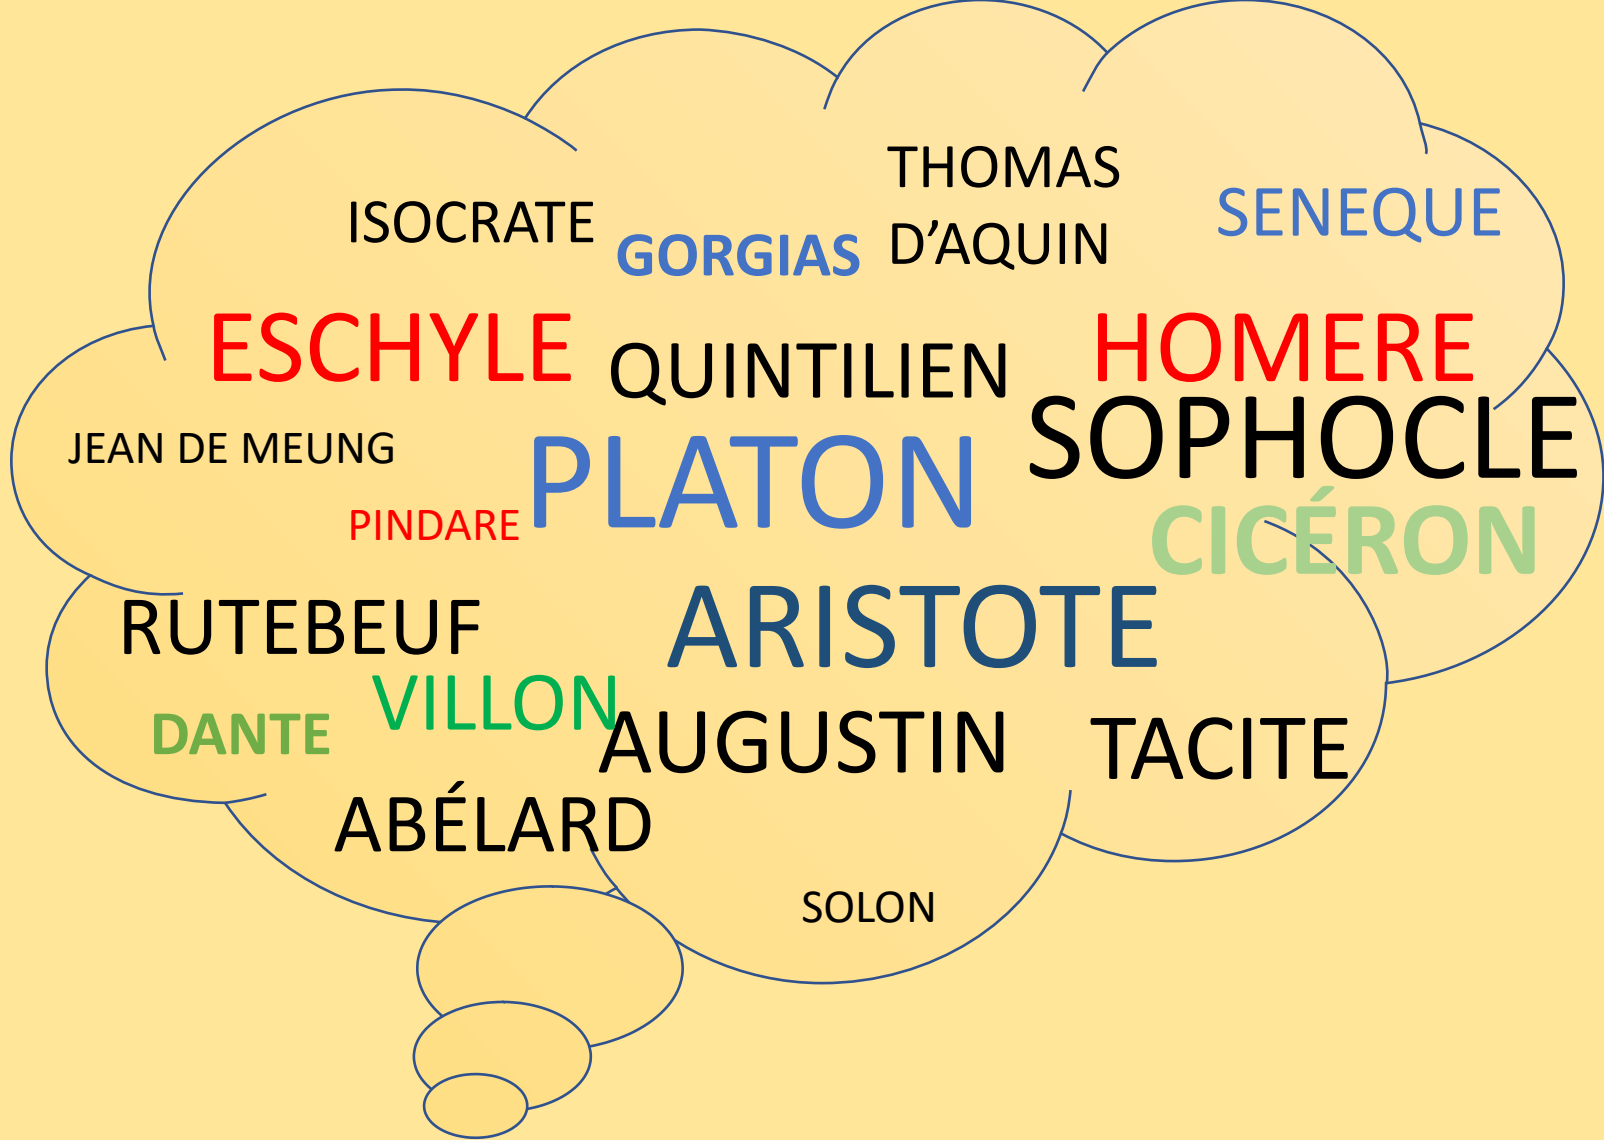 THOMAS
D’AQUIN
ISOCRATE
GORGIAS
SENEQUE
ESCHYLE
QUINTILIEN
HOMERE
SOPHOCLE
JEAN DE MEUNG
PLATON
PINDARE
CICÉRON
RUTEBEUF
ARISTOTE
VILLON
DANTE
AUGUSTIN
TACITE
ABÉLARD
SOLON